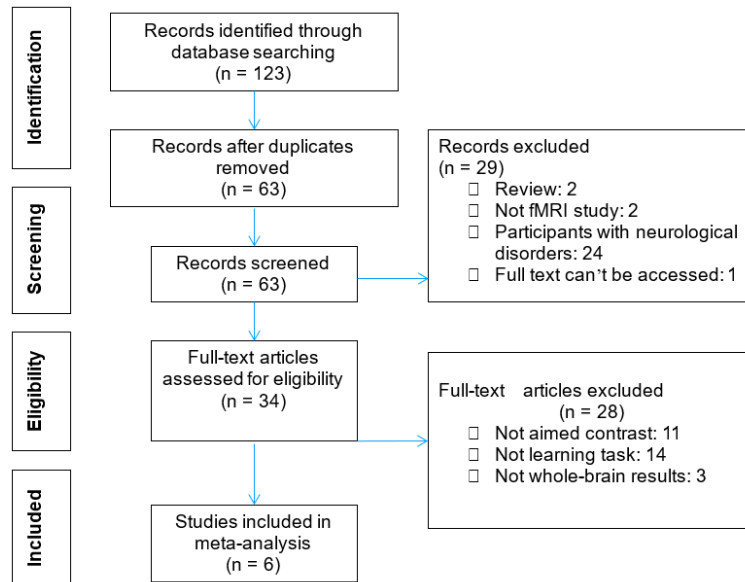 Identification
Records identified through
database searching
(n = 123)
Records after duplicates
removed
(n = 63)
Records excluded
(n = 29)
Review: 2
Not fMRI study: 2
Participants with neurological
disorders: 24
Full text can't be accessed: 1
Screening
Records screened
(n = 63)
Eligibility
Full-text articles
assessed for eligibility
(n = 34)
Full-text articles excluded
(n = 28)
Not aimed contrast: 11
Not learning task: 14
Not whole-brain results: 3
Included
Studies included in
meta-analysis
(n = 6)